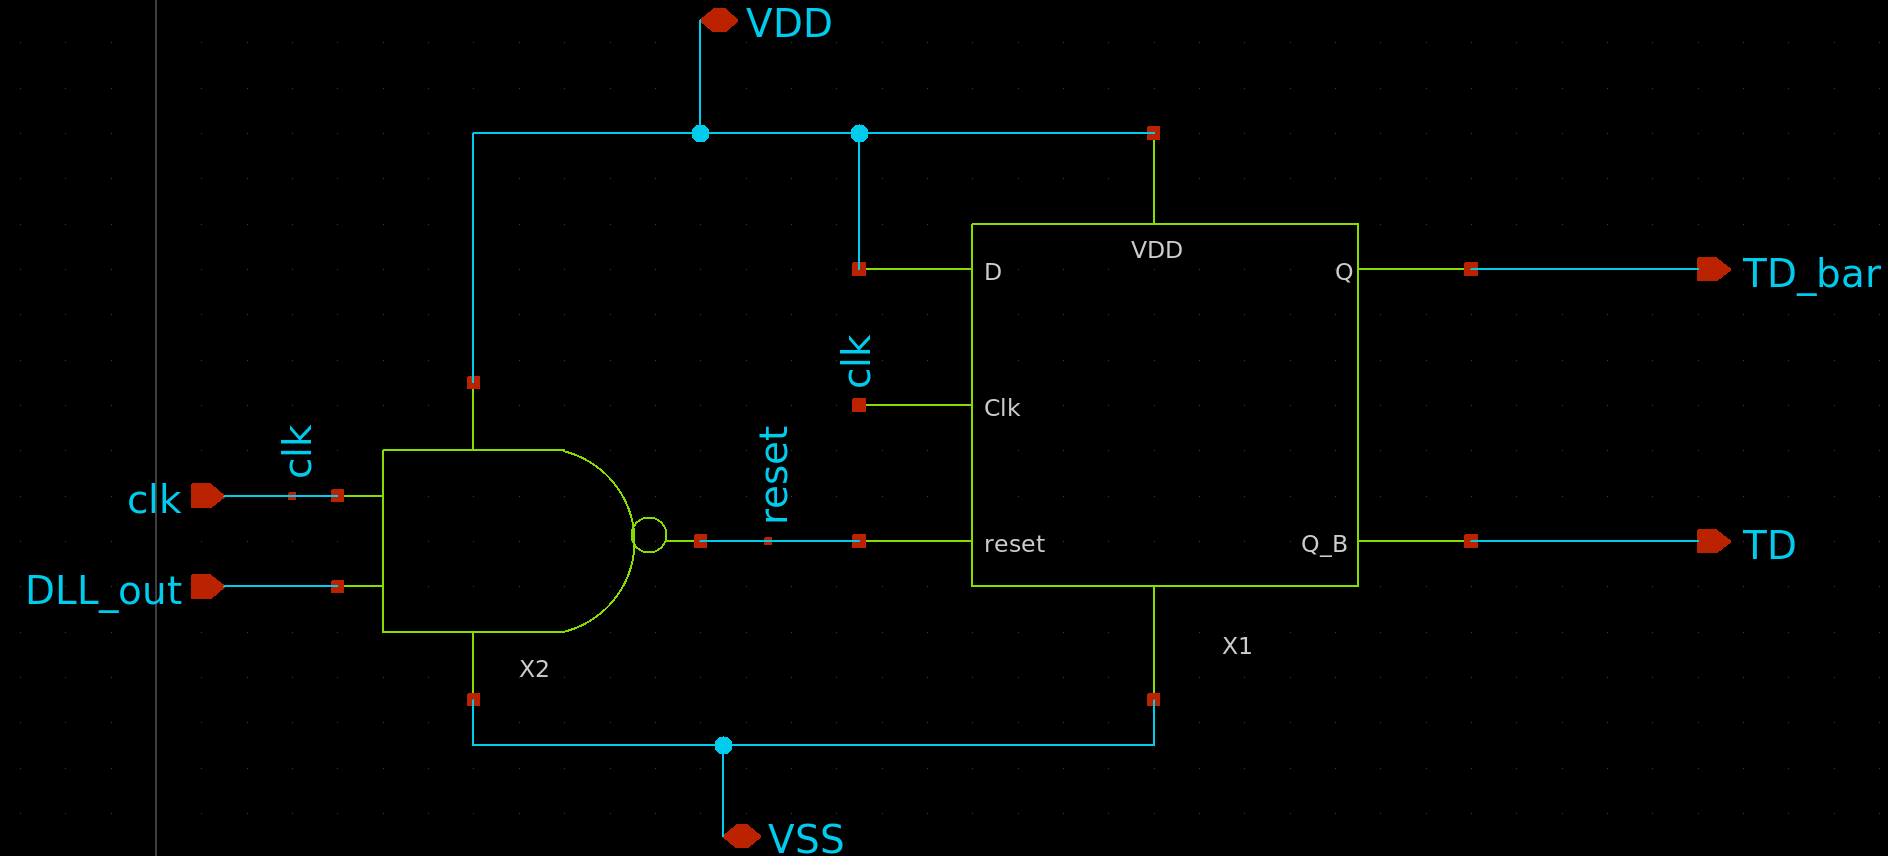 VDD
VDD
D
Q
TD_bar
clk
Clk
clk
reset
clk
DLL_out
reset
Q_B
TD
X2
X1
VSS